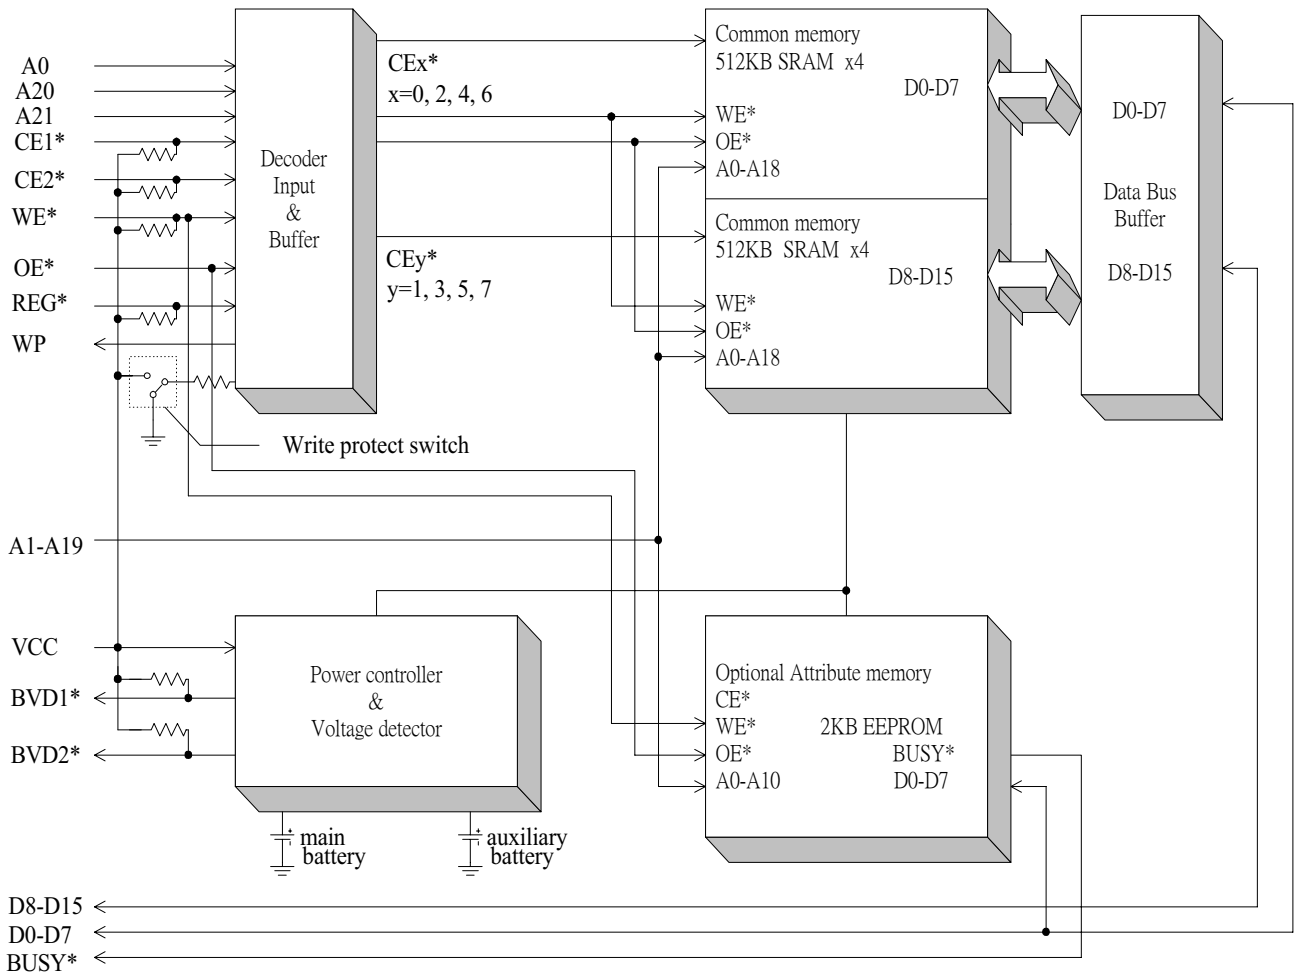 A0
A20
A21
CE1*
CE2*
WE*
OE*
REG*
WP
Decoder
Input
&
Buffer
CEx*
x=0, 2, 4, 6
CEy*
y=1, 3, 5, 7
Common memory
512KB SRAM x4
D0-D7
WE*
OE*
A0-A18
Common memory
512KB SRAM x4
D8-D15
WE*
OE*
A0-A18
D0-D7
Data Bus
Buffer
D8-D15
Write protect switch
A1-A19
VCC
BVD1*
BVD2*
Power controller
&
Voltage detector
+
main
battery
+
auxiliary
battery
Optional Attribute memory
CE*
WE*
2KB EEPROM
OE*
BUSY*
A0-A10
D0-D7
D8-D15
D0-D7
BUSY*